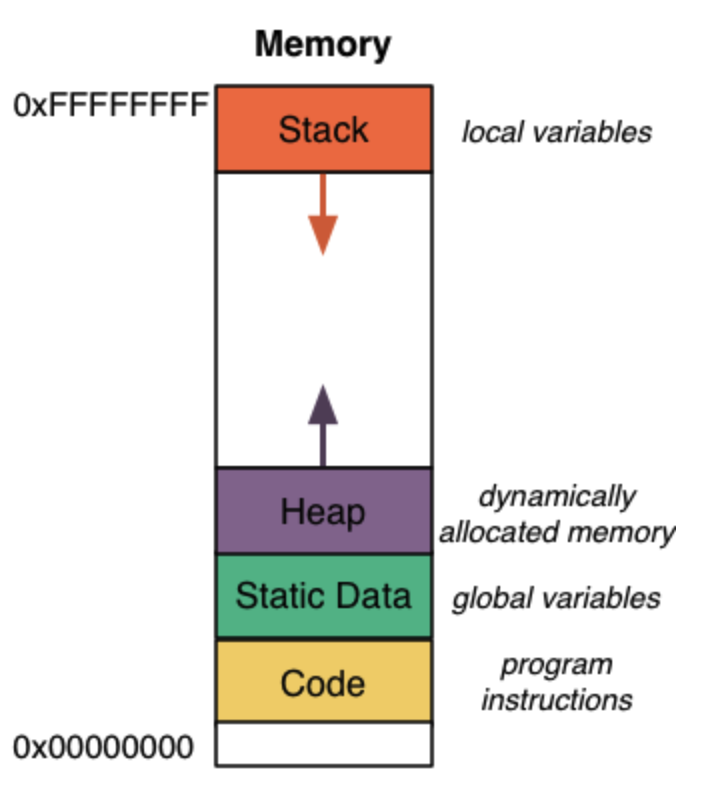 Memory
0xFFFFFFFF
Stack
local variables
Heap
dynamically
allocated memory
Static Data
global variables
Code
program
instructions
0x00000000